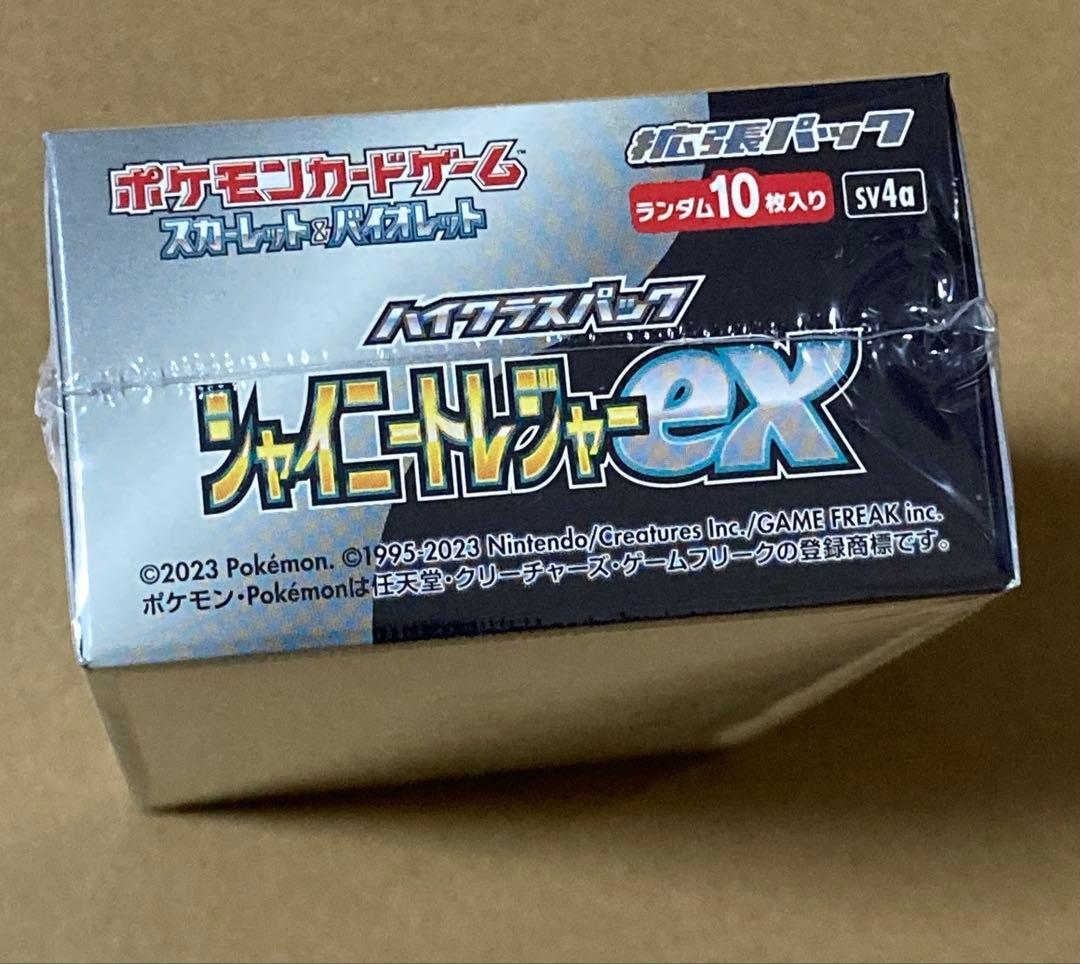 ポケモンカードゲーム™
スカーレット&バイオレット
拡張パック
ランダム10枚入り sv4a
ハイクラスパック
シャイニートレジャーex
©2023 Pokémon. ©1995-2023 Nintendo/Creatures Inc./GAME FREAK inc.
ポケモン・Pokémonは任天堂・クリーチャーズ・ゲームフリークの登録商標です。